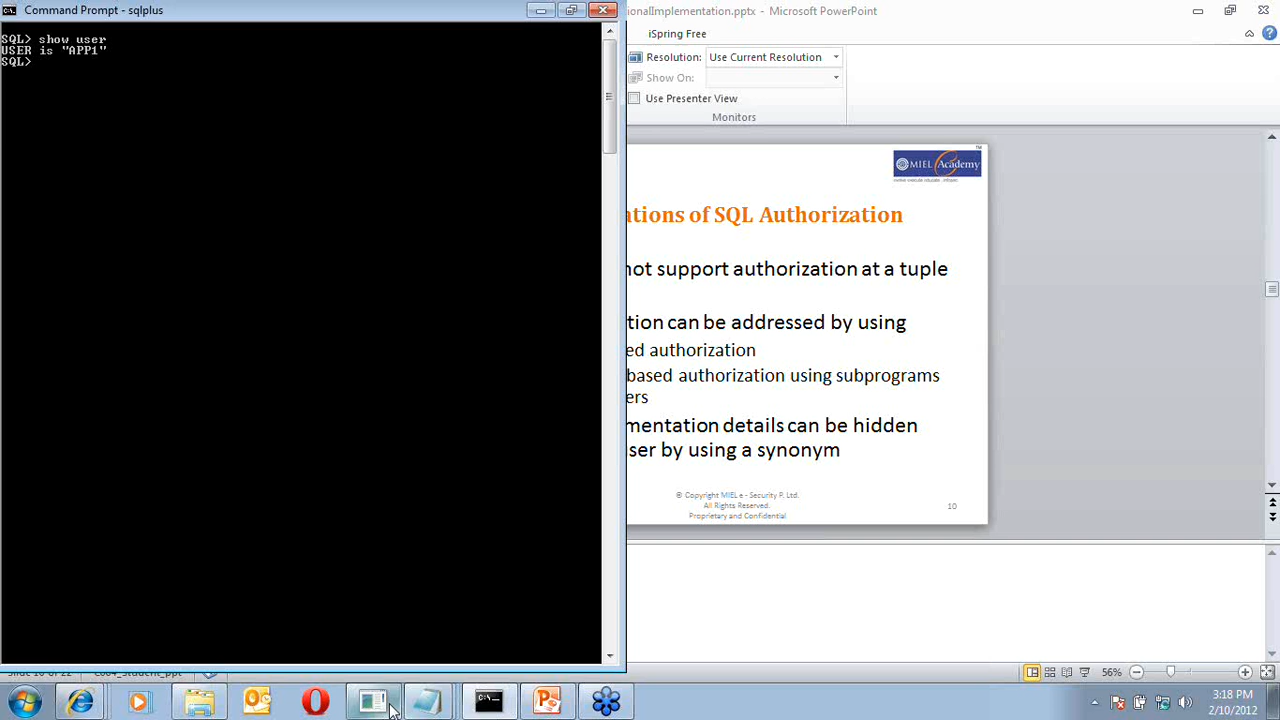 Command Prompt - sqlplus
SQL> show user
USER is "APP1"
SQL>
ionalImplementation.pptx - Microsoft PowerPoint
iSpring Free
Resolution: Use Current Resolution
Show On:
Use Presenter View
Monitors
MIEL Academy
TM
ations of SQL Authorization
not support authorization at a tuple
tion can be addressed by using
ed authorization
based authorization using subprograms
ers
mentation details can be hidden
ser by using a synonym
© Copyright MIEL e - Security P. Ltd.
All Rights Reserved.
Proprietary and Confidential
10
56%
3:18 PM
2/10/2012